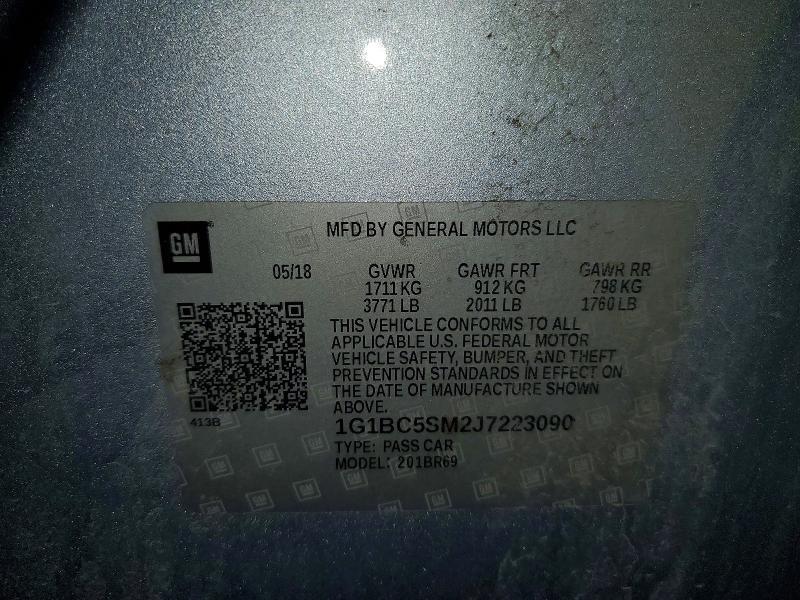 GM
MFD BY GENERAL MOTORS LLC
05/18 GVWR GAWR FRT GAWR RR
1711 KG 912 KG 798 KG
3771 LB 2011 LB 1760 LB
THIS VEHICLE CONFORMS TO ALL
APPLICABLE U.S. FEDERAL MOTOR
VEHICLE SAFETY, BUMPER, AND THEFT
PREVENTION STANDARDS IN EFFECT ON
THE DATE OF MANUFACTURE SHOWN
ABOVE.
413B
1G1BC5SM2J7223090
TYPE: PASS CAR
MODEL: 201BR69